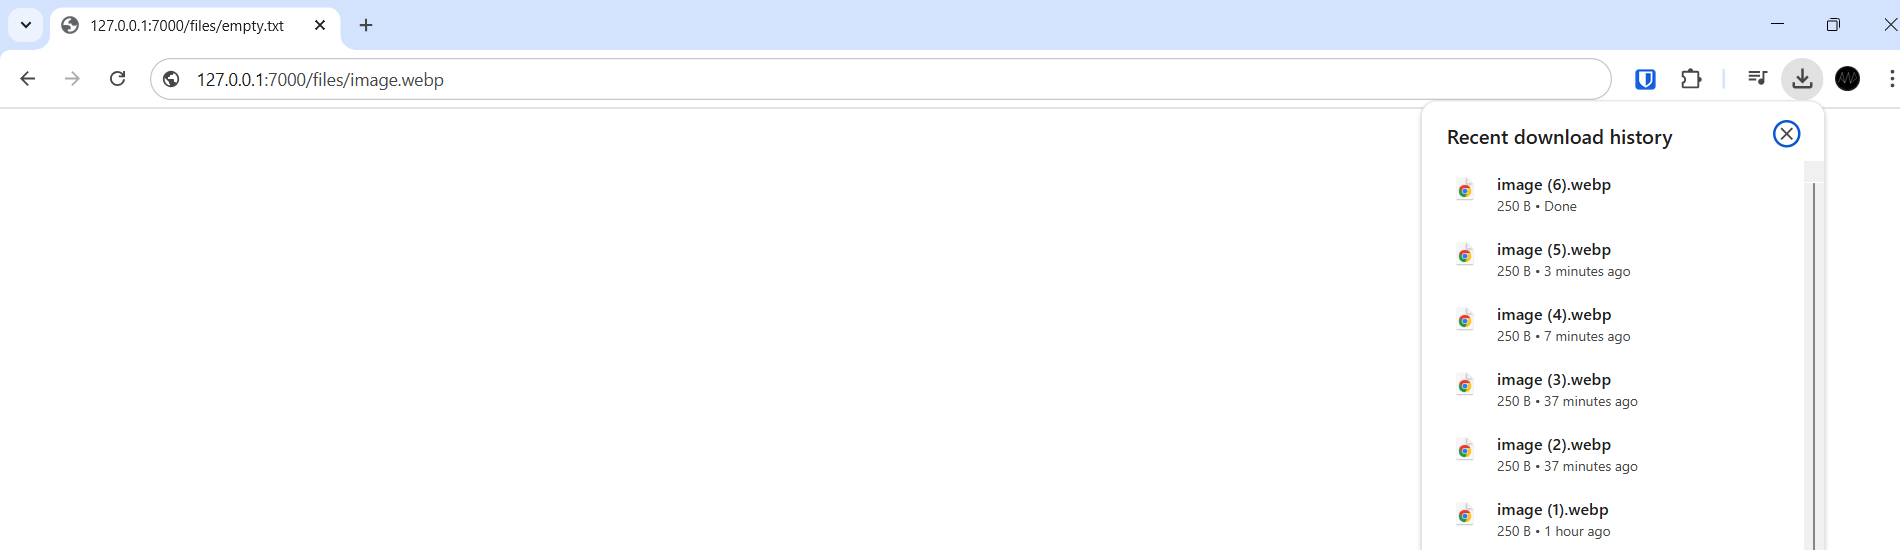 127.0.0.1:7000/files/empty.txt
127.0.0.1:7000/files/image.webp
Recent download history
image (6).webp
250 B • Done
image (5).webp
250 B • 3 minutes ago
image (4).webp
250 B • 7 minutes ago
image (3).webp
250 B • 37 minutes ago
image (2).webp
250 B • 37 minutes ago
image (1).webp
250 B • 1 hour ago